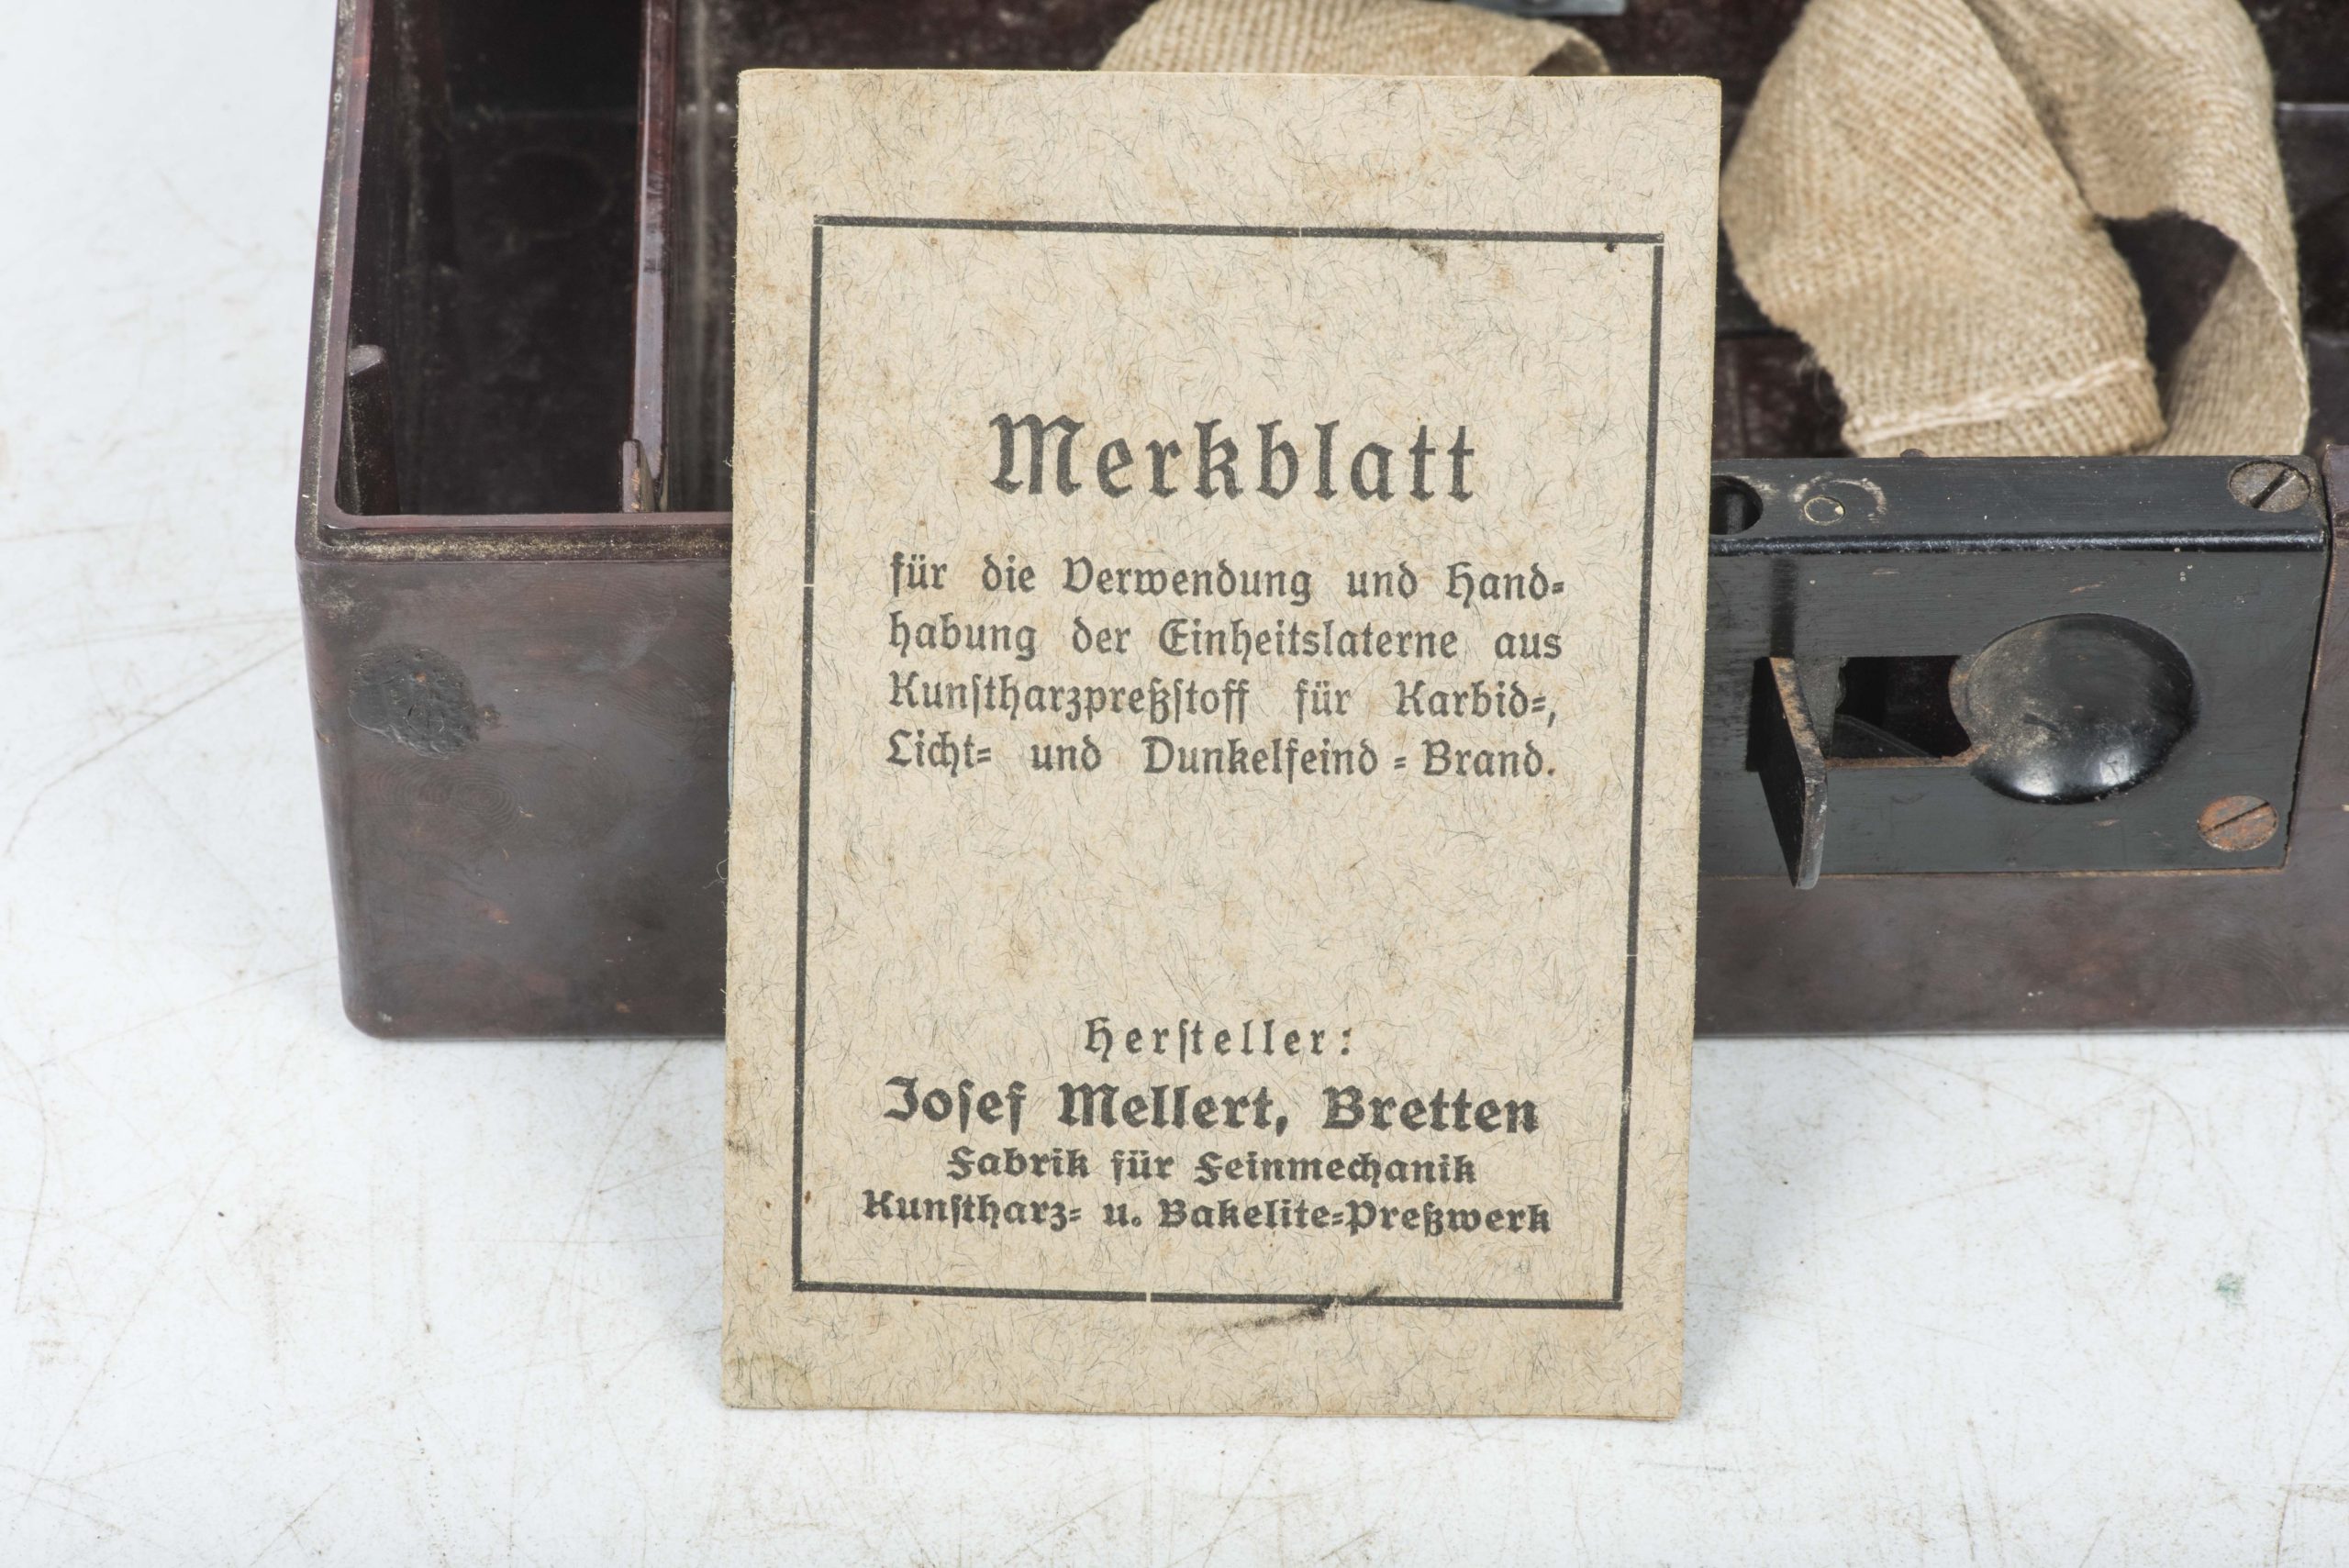 Merkblatt
für die Verwendung und Hand-
habung der Einheitslaterne aus
Kunstharzpreßstoff für Karbid-,
Licht- und Dunkelfeind-Brand.
Hersteller:
Josef Mellert, Bretten
Fabrik für Feinmechanik
Kunstharz- u. Bakelite-Preßwerk